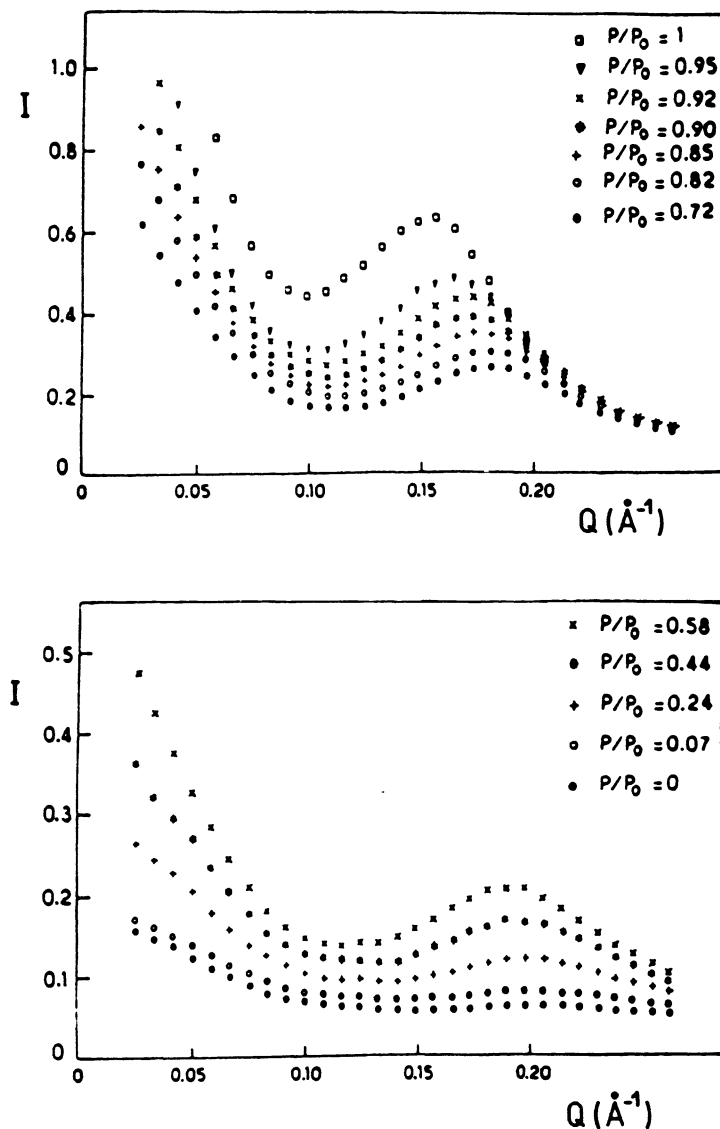 I
1.0
0.8
0.6
0.4
0.2
0
0
0.05
0.10
0.15
0.20
Q (Å⁻¹)
P/P₀ = 1
P/P₀ = 0.95
P/P₀ = 0.92
P/P₀ = 0.90
P/P₀ = 0.85
P/P₀ = 0.82
P/P₀ = 0.72
I
0.5
0.4
0.3
0.2
0.1
0
0
0.05
0.10
0.15
0.20
Q (Å⁻¹)
P/P₀ = 0.58
P/P₀ = 0.44
P/P₀ = 0.24
P/P₀ = 0.07
P/P₀ = 0